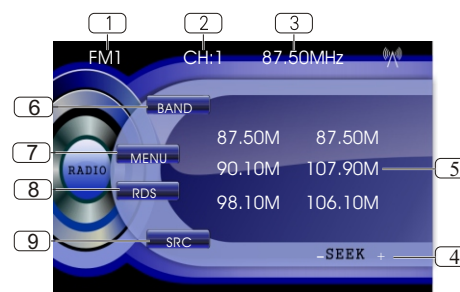 1 2 3
FM1 CH:1 87.50MHz
6 BAND
87.50M 87.50M
7 MENU
RADIO 90.10M 107.90M 5
8 RDS
98.10M 106.10M
9 SRC
-SEEK + 4